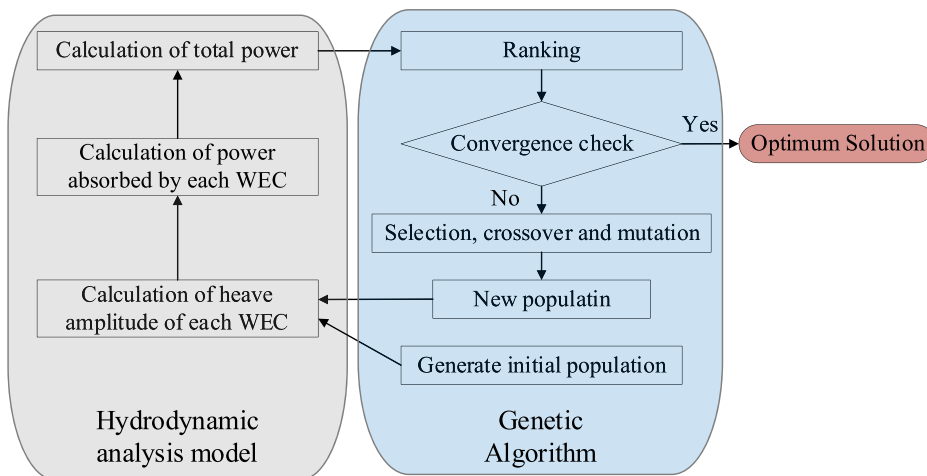 Calculation of total power
Ranking
Yes
Convergence check
Optimum Solution
Calculation of power
absorbed by each WEC
No
Selection, crossover and mutation
Calculation of heave
amplitude of each WEC
New populatin
Generate initial population
Hydrodynamic
analysis model
Genetic
Algorithm